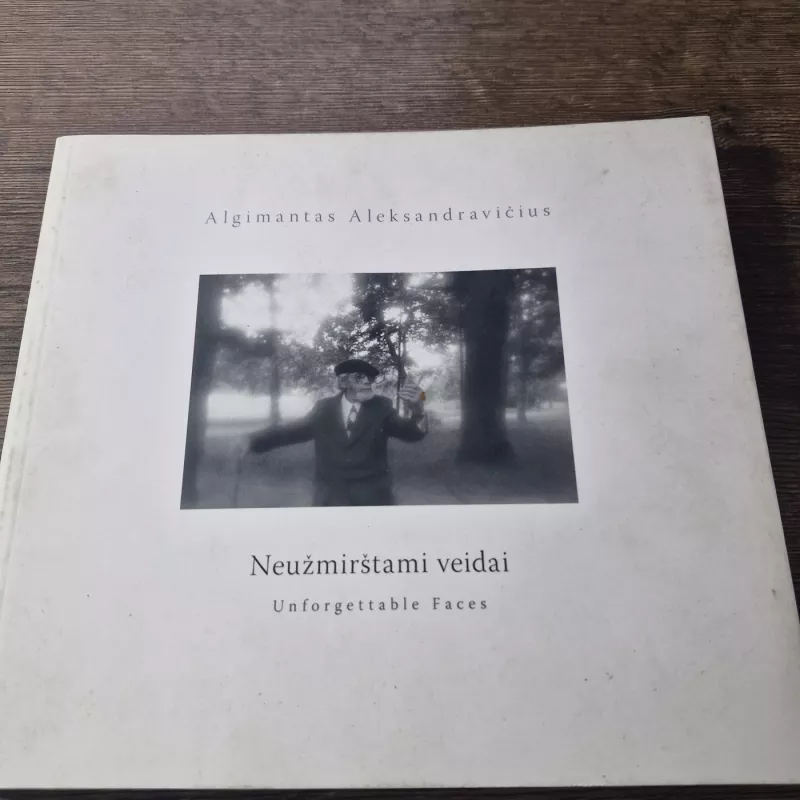 Algimantas Aleksandravičius
Neužmirštami veidai
Unforgettable Faces